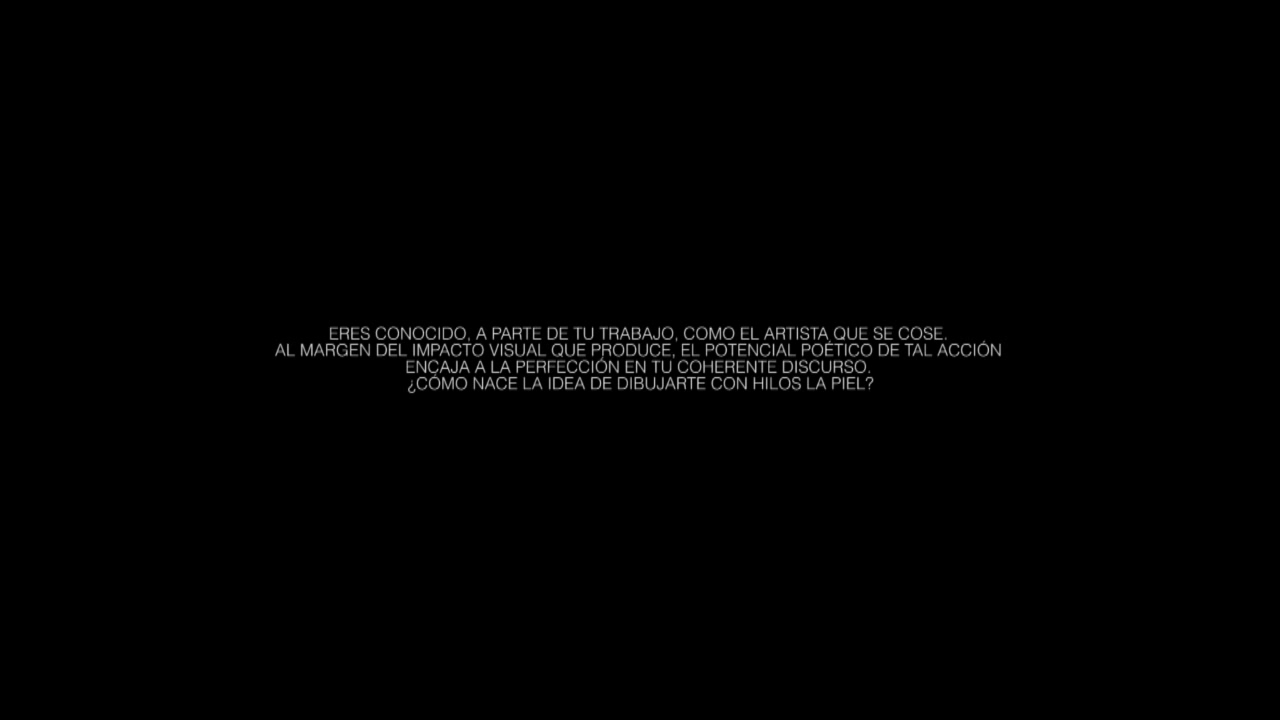 ERES CONOCIDO, A PARTE DE TU TRABAJO, COMO EL ARTISTA QUE SE COSE.
AL MARGEN DEL IMPACTO VISUAL QUE PRODUCE, EL POTENCIAL POÉTICO DE TAL ACCIÓN
ENCAJA A LA PERFECCIÓN EN TU COHERENTE DISCURSO.
¿CÓMO NACE LA IDEA DE DIBUJARTE CON HILOS LA PIEL?